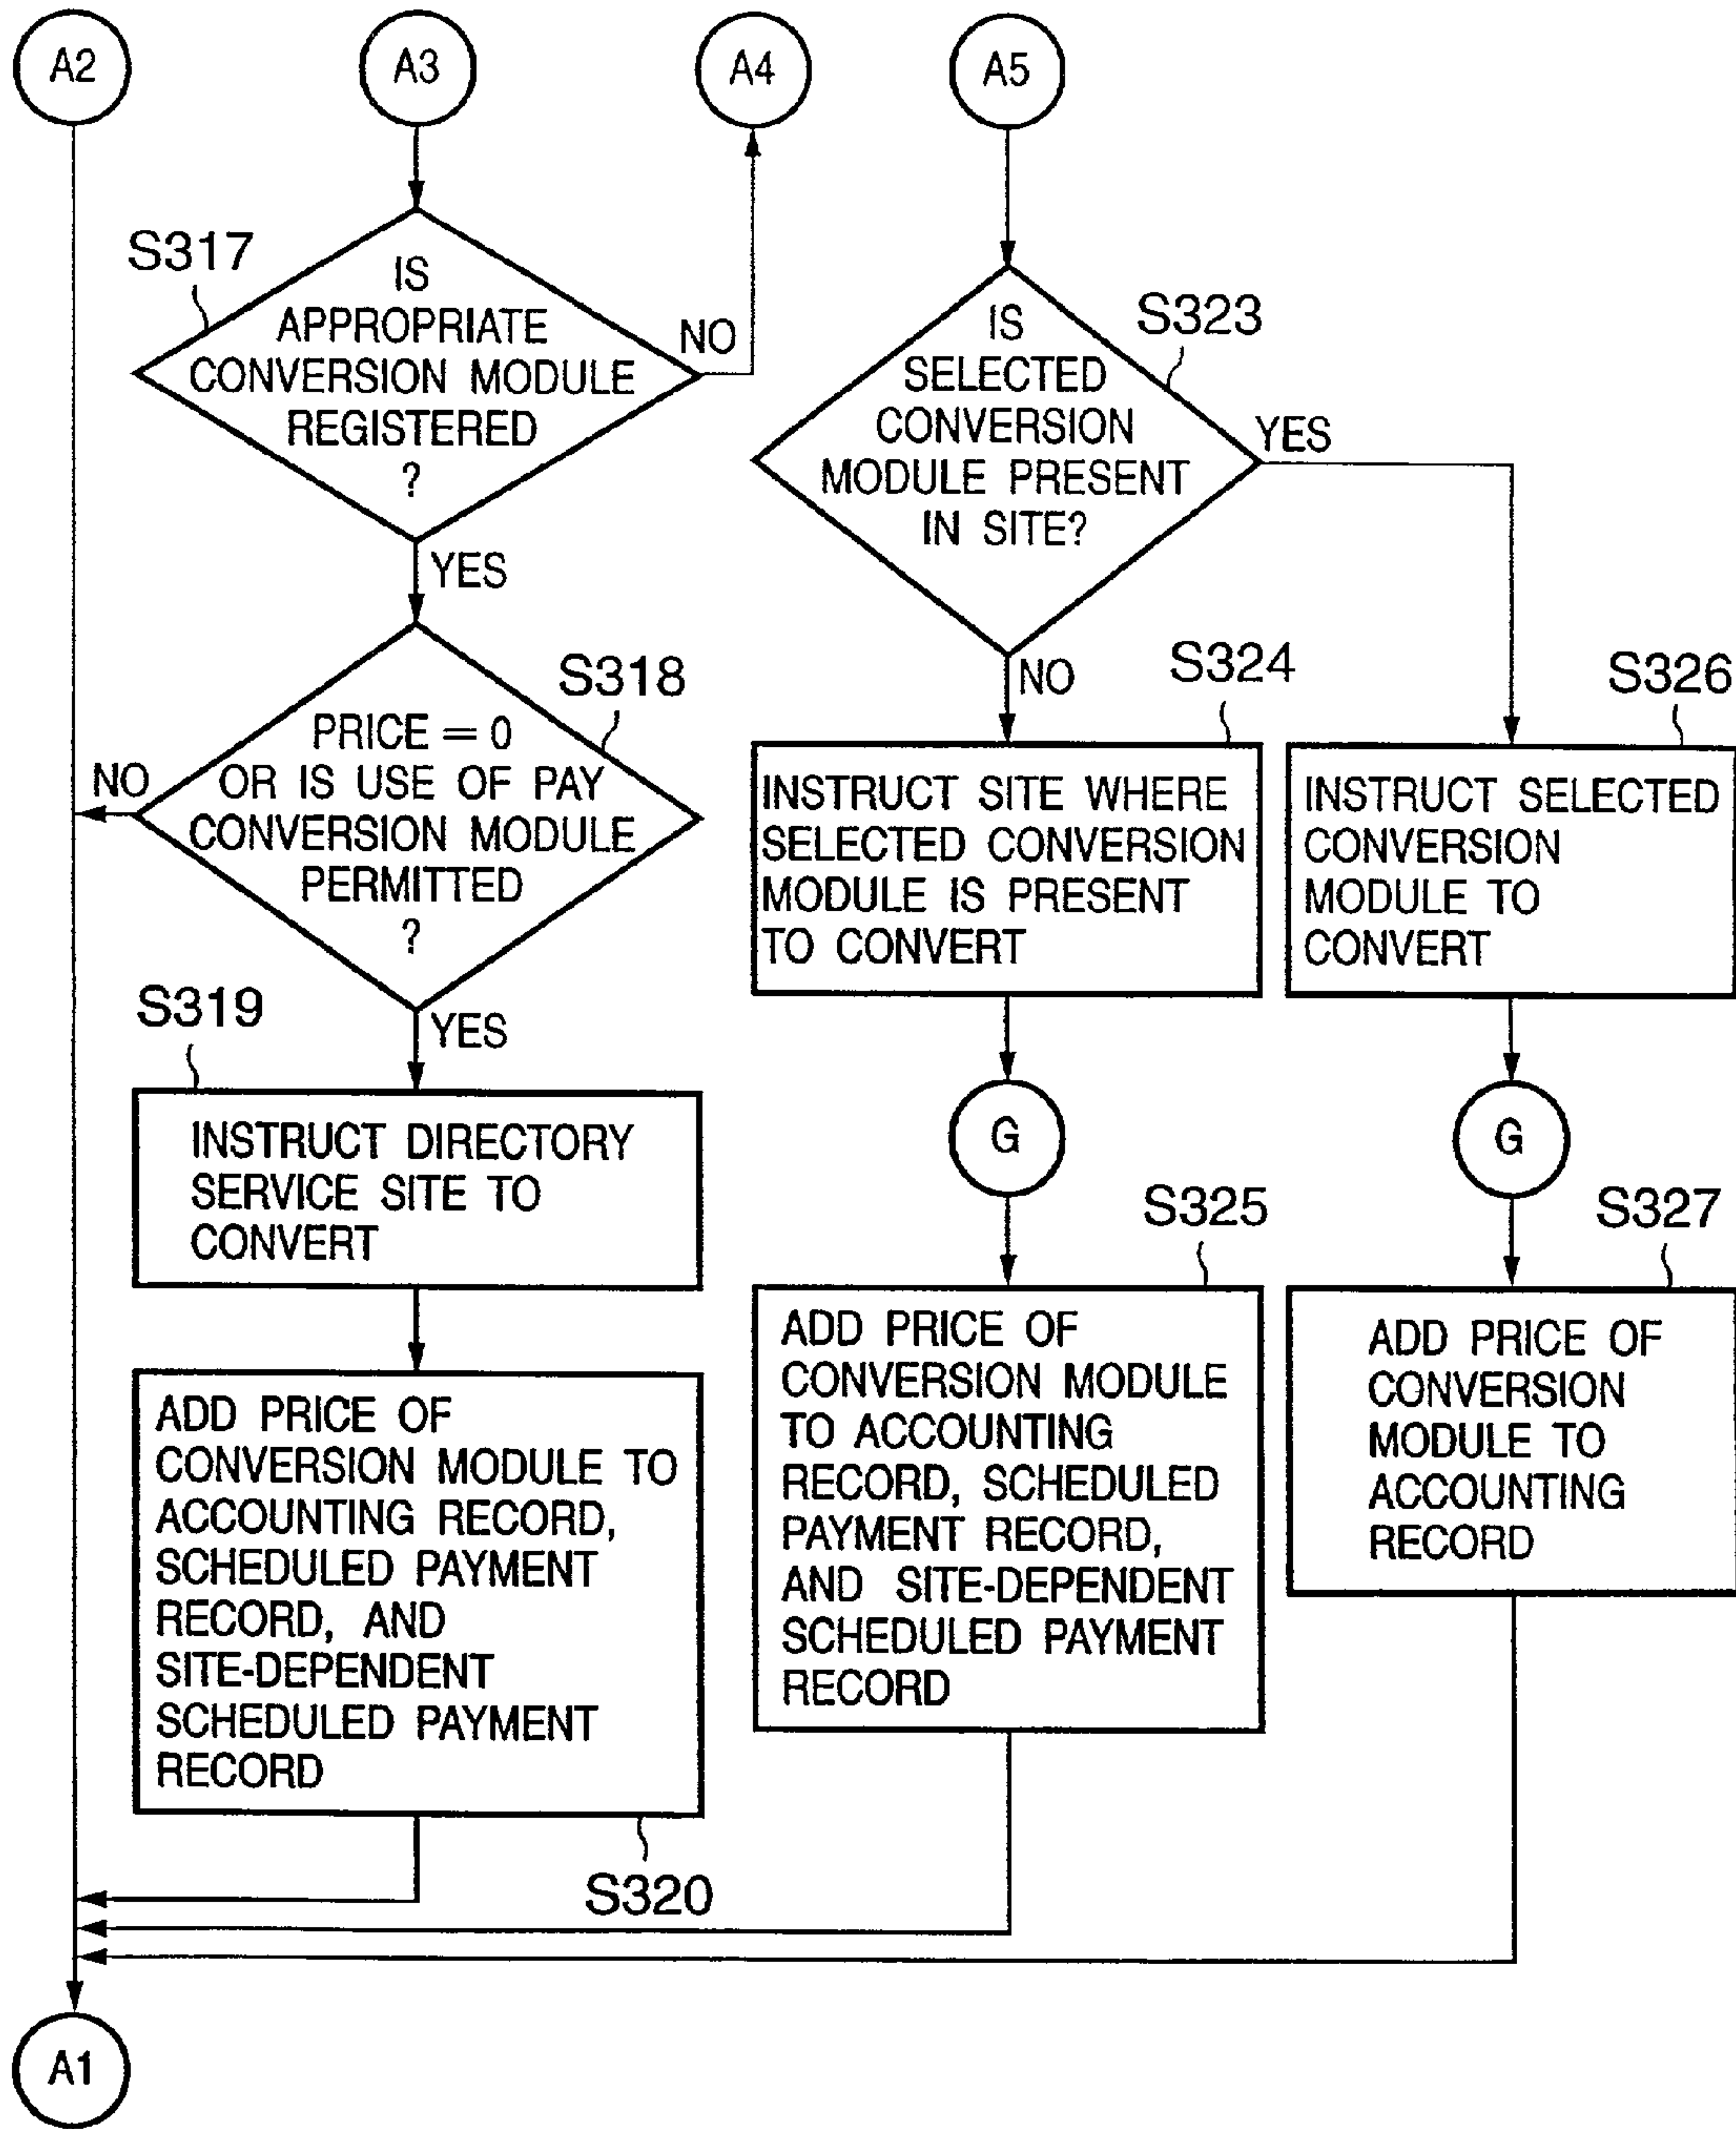 A2
A3
A4
A5
S317
IS
APPROPRIATE
CONVERSION MODULE
REGISTERED
?
NO
YES
S323
IS
SELECTED
CONVERSION
MODULE PRESENT
IN SITE?
YES
NO
S318
PRICE = 0
OR IS USE OF PAY
CONVERSION MODULE
PERMITTED
?
NO
YES
S324
INSTRUCT SITE WHERE
SELECTED CONVERSION
MODULE IS PRESENT
TO CONVERT
S326
INSTRUCT SELECTED
CONVERSION
MODULE TO
CONVERT
S319
INSTRUCT DIRECTORY
SERVICE SITE TO
CONVERT
G
G
S325
ADD PRICE OF
CONVERSION MODULE
TO ACCOUNTING
RECORD, SCHEDULED
PAYMENT RECORD,
AND SITE-DEPENDENT
SCHEDULED PAYMENT
RECORD
S327
ADD PRICE OF
CONVERSION
MODULE TO
ACCOUNTING
RECORD
ADD PRICE OF
CONVERSION MODULE TO
ACCOUNTING RECORD,
SCHEDULED PAYMENT
RECORD, AND
SITE-DEPENDENT
SCHEDULED PAYMENT
RECORD
S320
A1